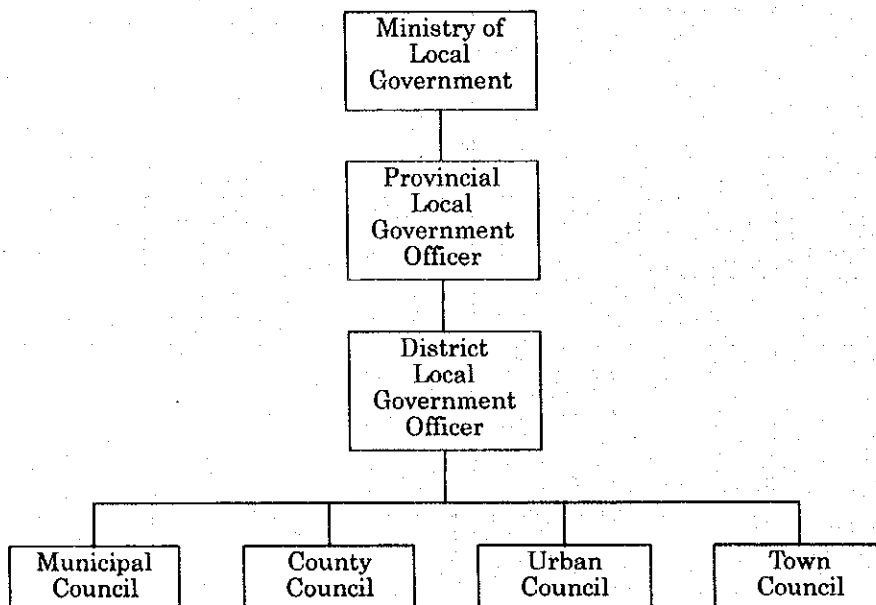 Ministry of
Local
Government
Provincial
Local
Government
Officer
District
Local
Government
Officer
Municipal
Council
County
Council
Urban
Council
Town
Council